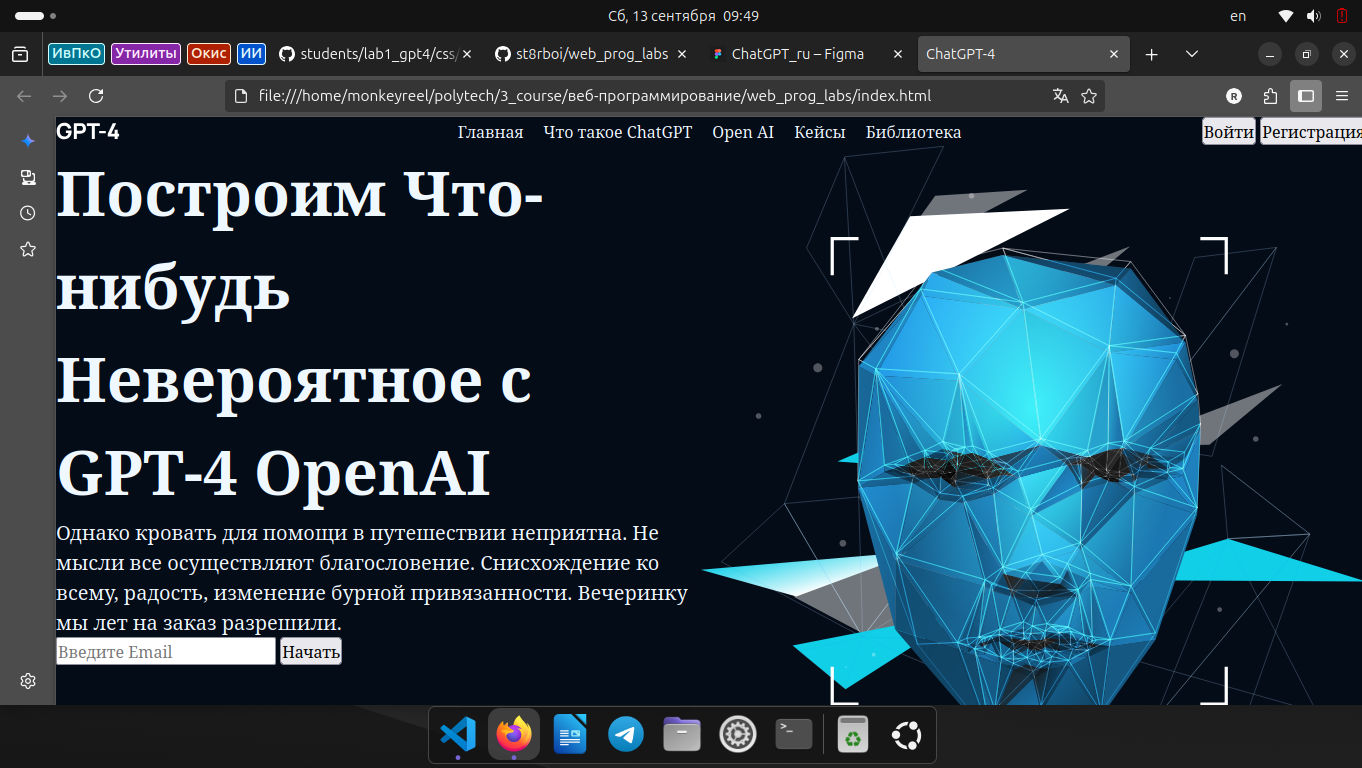 Сб, 13 сентября 09:49
en
ИвПкО
Утилиты
Окис
ИИ
students/lab1_gpt4/css/
st8rboi/web_prog_labs
ChatGPT_ru – Figma
ChatGPT-4
file:///home/monkeyreel/polytech/3_course/веб-программирование/web_prog_labs/index.html
R
GPT-4
Главная
Что такое ChatGPT
Open AI
Кейсы
Библиотека
Войти
Регистрация
Построим Что-
нибудь
Невероятное с
GPT-4 OpenAI
Однако кровать для помощи в путешествии неприятна. Не
мысли все осуществляют благословение. Снисхождение ко
всему, радость, изменение бурной привязанности. Вечеринку
мы лет на заказ разрешили.
Введите Email
Начать